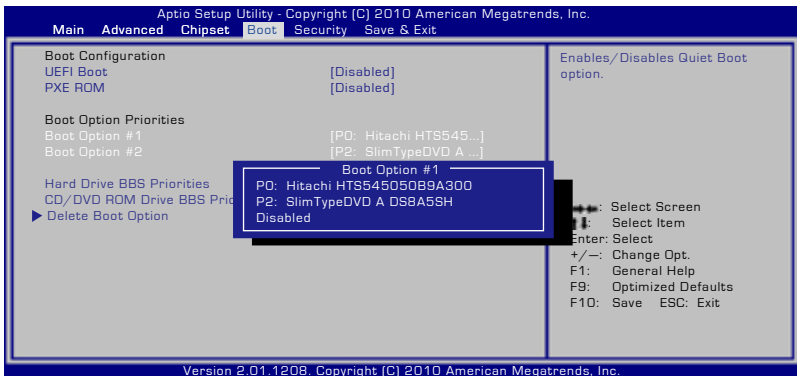 Aptio Setup Utility - Copyright (C) 2010 American Megatrends, Inc.
Main Advanced Chipset Boot Security Save & Exit
Boot Configuration
UEFI Boot [Disabled]
PXE ROM [Disabled]
Boot Option Priorities
Boot Option #1 [P0: Hitachi HTS545...]
Boot Option #2 [P2: SlimTypeDVD A ...]
Hard Drive BBS Priorities
CD/DVD ROM Drive BBS Prio
Delete Boot Option
Boot Option #1
P0: Hitachi HTS545050B9A300
P2: SlimTypeDVD A DS8A5SH
Disabled
Enables/Disables Quiet Boot
option.
: Select Screen
: Select Item
Enter: Select
+/—: Change Opt.
F1: General Help
F9: Optimized Defaults
F10: Save ESC: Exit
Version 2.01.1208. Copyright (C) 2010 American Megatrends, Inc.